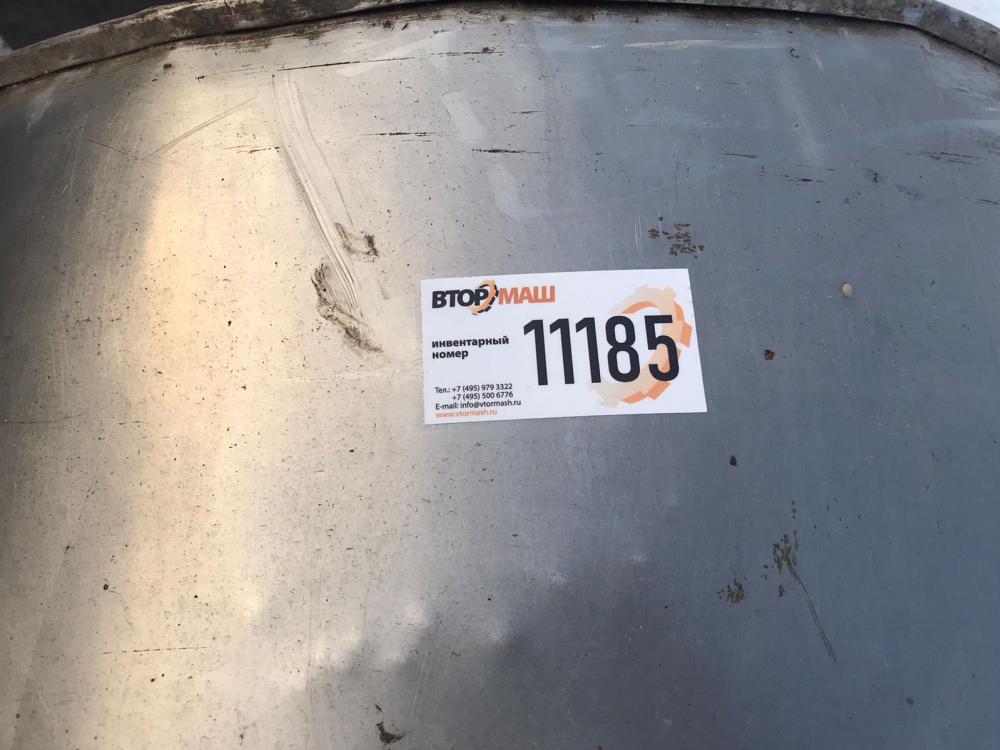 ВТОРМАШ
инвентарный
номер
11185
Тел.: +7 (495) 979 3322
+7 (495) 500 6776
E-mail: info@vtormash.ru
www.vtormash.ru